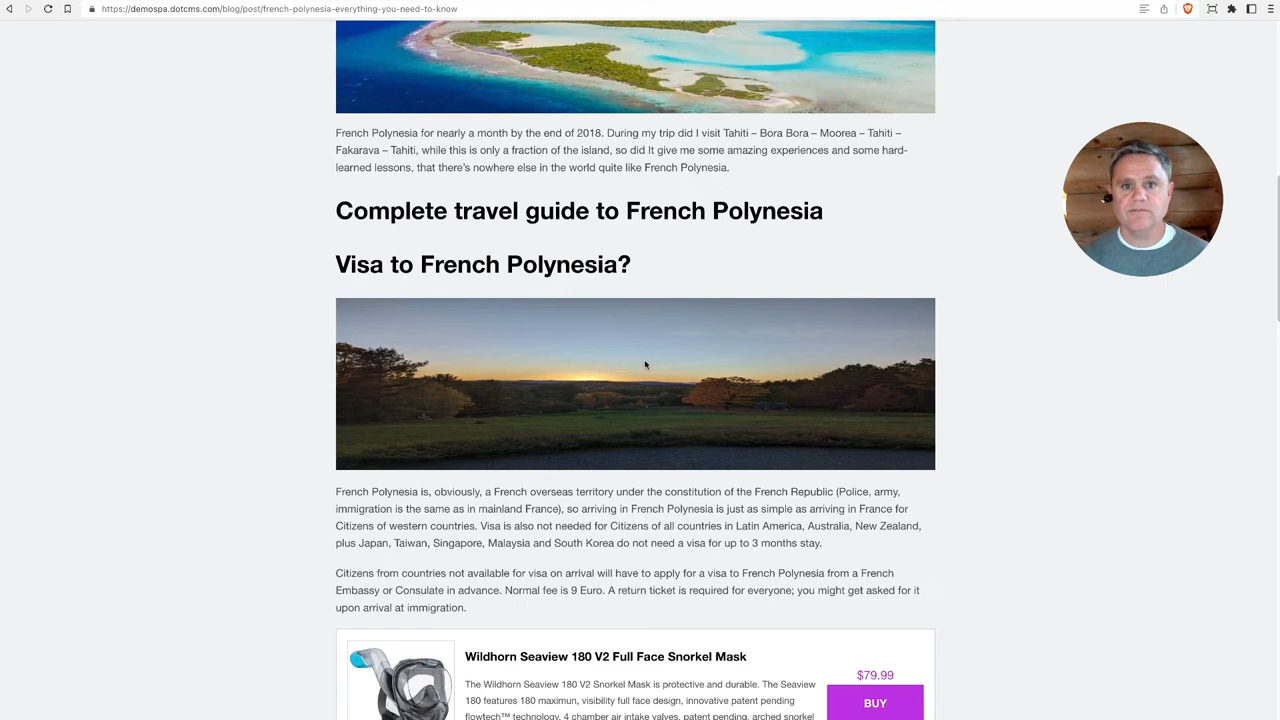 https://demospa.dotcms.com/blog/post/french-polynesia-everything-you-need-to-know
French Polynesia for nearly a month by the end of 2018. During my trip did I visit Tahiti – Bora Bora – Moorea – Tahiti –
Fakarava – Tahiti, while this is only a fraction of the island, so did It give me some amazing experiences and some hard-
learned lessons, that there's nowhere else in the world quite like French Polynesia.
Complete travel guide to French Polynesia
Visa to French Polynesia?
French Polynesia is, obviously, a French overseas territory under the constitution of the French Republic (Police, army,
immigration is the same as in mainland France), so arriving in French Polynesia is just as simple as arriving in France for
Citizens of western countries. Visa is also not needed for Citizens of all countries in Latin America, Australia, New Zealand,
plus Japan, Taiwan, Singapore, Malaysia and South Korea do not need a visa for up to 3 months stay.
Citizens from countries not available for visa on arrival will have to apply for a visa to French Polynesia from a French
Embassy or Consulate in advance. Normal fee is 9 Euro. A return ticket is required for everyone; you might get asked for it
upon arrival at immigration.
Wildhorn Seaview 180 V2 Full Face Snorkel Mask
$79.99
The Wildhorn Seaview 180 V2 Snorkel Mask is protective and durable. The Seaview
180 features 180 maximun, visibility full face design, innovative patent pending
BUY
flowtech™ technology, 4 chamber air intake valves, patent pending, arched snorkel